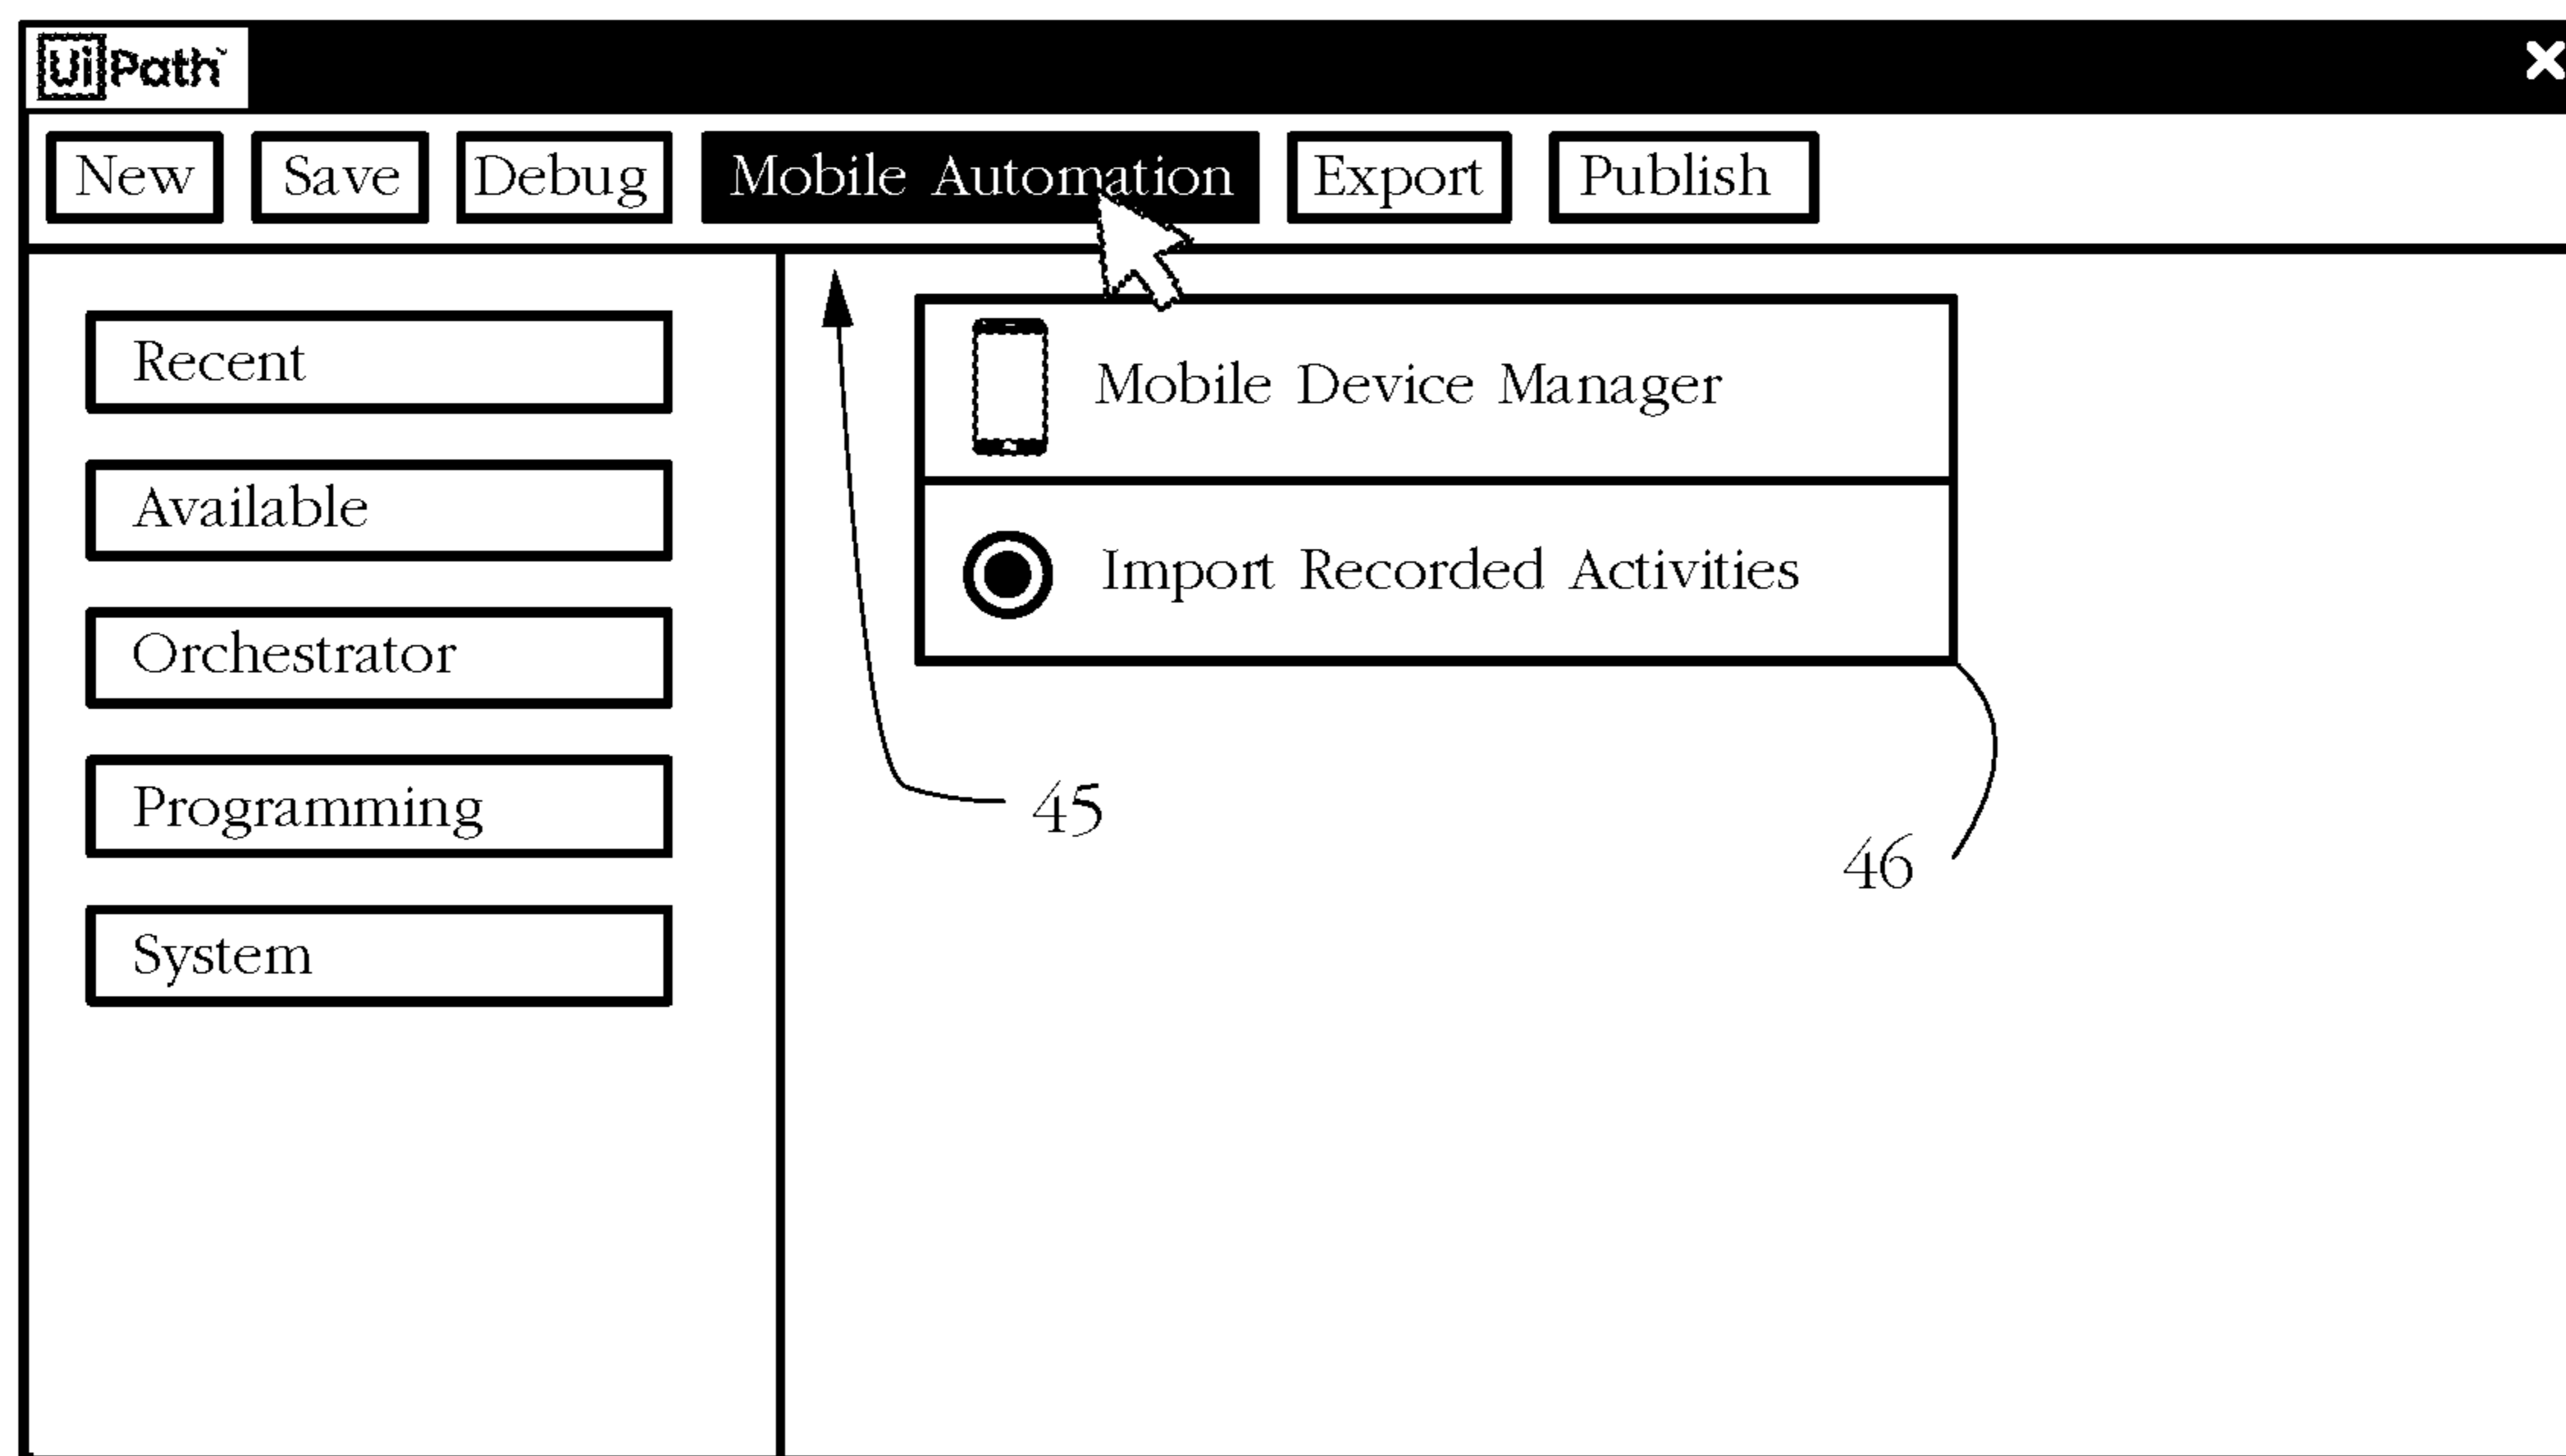 UiPath™
New Save Debug Mobile Automation Export Publish
Recent
Available
Orchestrator
Programming
System
Mobile Device Manager
Import Recorded Activities
45
46